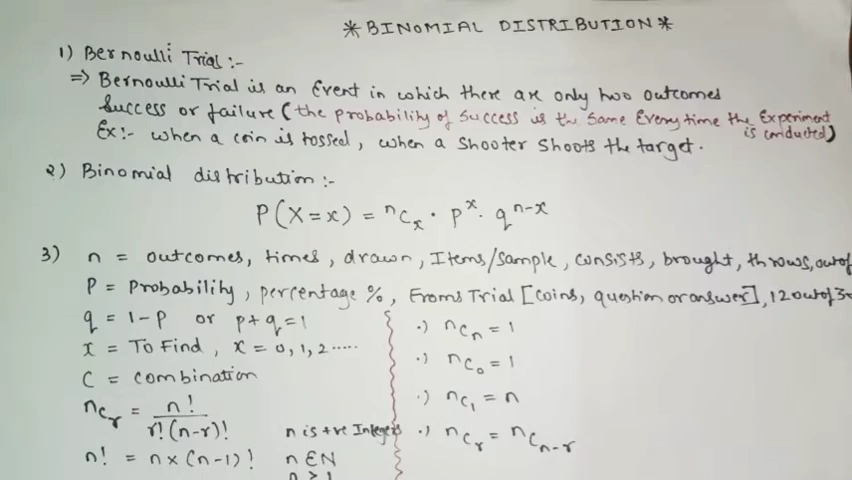 * BINOMIAL DISTRIBUTION *
1) Bernoulli Trial :-
=> Bernoulli Trial is an Event in which there are only two outcomes
Success or failure ( the probability of Success is the Same Every time the Experiment
is conducted)
Ex:- when a coin is tossed, when a Shooter Shoots the target.
2) Binomial distribution :-
P(X=x) = ⁿCₓ · pˣ · qⁿ⁻ˣ
3) n = outcomes, times, drawn, Items/Sample, consists, brought, throws, out of
P = Probability, percentage %, From Trial [coins, question or answer], 12 out of 30
q = 1-p or p+q=1
x = To Find, x = 0, 1, 2 .....
C = combination
nCr = n! / r!(n-r)!
n is +ve Integers
n! = n×(n-1)! n∈N
n > 1
·) nCn = 1
·) nC0 = 1
·) nC1 = n
·) nCr = nCn-r